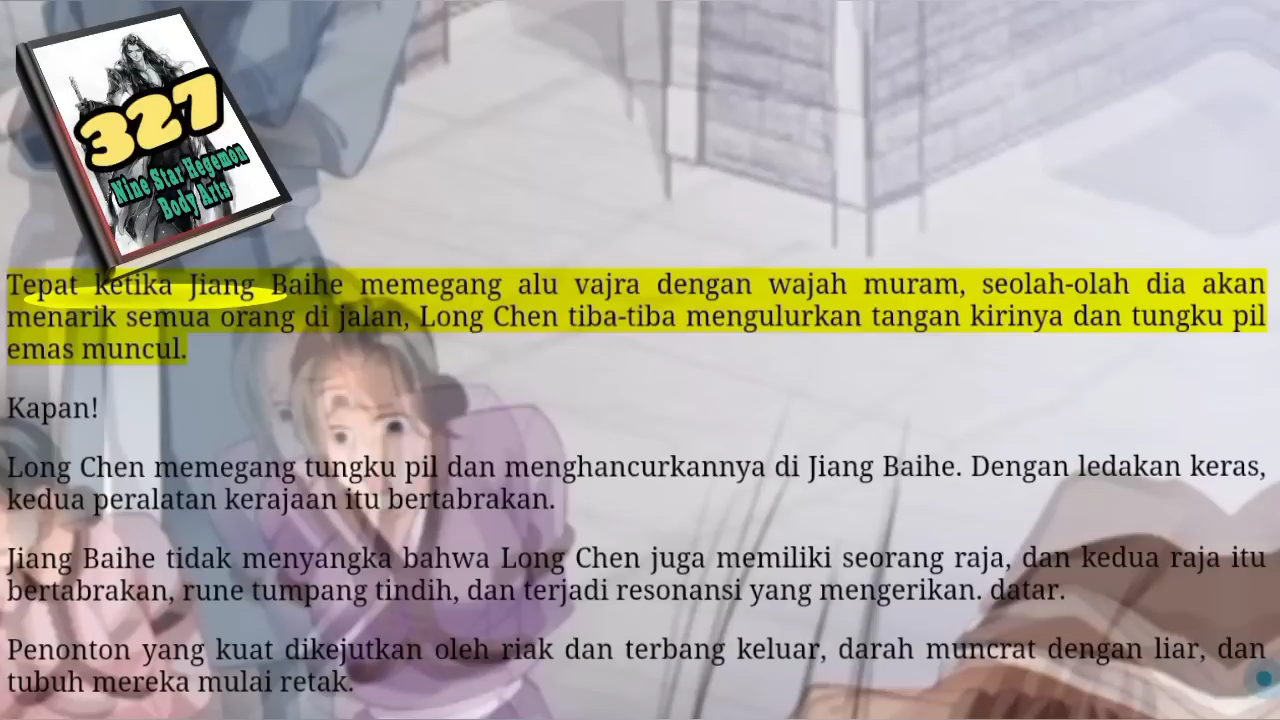 327
Nine Star Hegemon
Body Arts
Tepat ketika Jiang Baihe memegang alu vajra dengan wajah muram, seolah-olah dia akan
menarik semua orang di jalan, Long Chen tiba-tiba mengulurkan tangan kirinya dan tungku pil
emas muncul.
Kapan!
Long Chen memegang tungku pil dan menghancurkannya di Jiang Baihe. Dengan ledakan keras,
kedua peralatan kerajaan itu bertabrakan.
Jiang Baihe tidak menyangka bahwa Long Chen juga memiliki seorang raja, dan kedua raja itu
bertabrakan, rune tumpang tindih, dan terjadi resonansi yang mengerikan. datar.
Penonton yang kuat dikejutkan oleh riak dan terbang keluar, darah muncrat dengan liar, dan
tubuh mereka mulai retak.